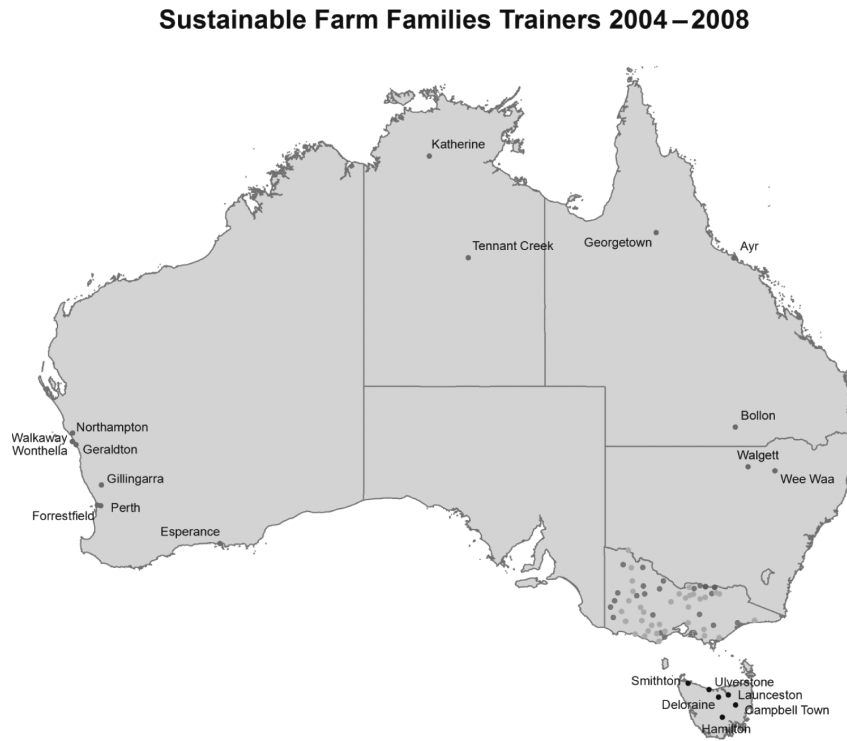 Sustainable Farm Families Trainers 2004–2008
Katherine
Tennant Creek
Georgetown
Ayr
Bollon
Northampton
Walkaway
Wonthella
Geraldton
Walgett
Wee Waa
Gillingarra
Forrestfield
Perth
Esperance
Smithton
Ulverstone
Launceston
Deloraine
Campbell Town
Hamilton